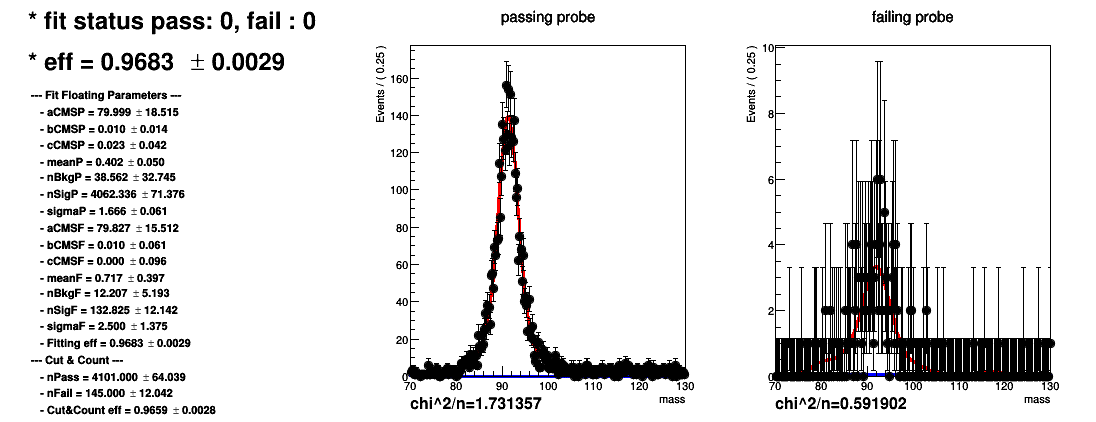 * fit status pass: 0, fail : 0
* eff = 0.9683 ± 0.0029
--- Fit Floating Parameters ---
- aCMSP = 79.999 ± 18.515
- bCMSP = 0.010 ± 0.014
- cCMSP = 0.023 ± 0.042
- meanP = 0.402 ± 0.050
- nBkgP = 38.562 ± 32.745
- nSigP = 4062.336 ± 71.376
- sigmaP = 1.666 ± 0.061
- aCMSF = 79.827 ± 15.512
- bCMSF = 0.010 ± 0.061
- cCMSF = 0.000 ± 0.096
- meanF = 0.717 ± 0.397
- nBkgF = 12.207 ± 5.193
- nSigF = 132.825 ± 12.142
- sigmaF = 2.500 ± 1.375
- Fitting eff = 0.9683 ± 0.0029
--- Cut & Count ---
- nPass = 4101.000 ± 64.039
- nFail = 145.000 ± 12.042
- Cut&Count eff = 0.9659 ± 0.0028
passing probe
Events / ( 0.25 )
160
140
120
100
80
60
40
20
0
70 80 90 100 110 120 130
mass
chi^2/n=1.731357
failing probe
Events / ( 0.25 )
10
8
6
4
2
0
70 80 90 100 110 120 130
mass
chi^2/n=0.591902